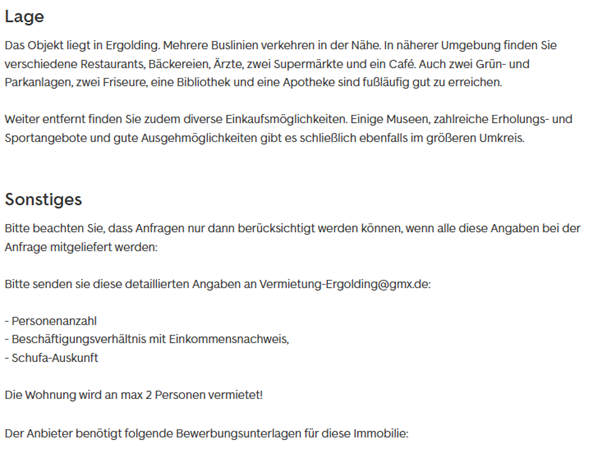 Lage
Das Objekt liegt in Ergolding. Mehrere Buslinien verkehren in der Nähe. In näherer Umgebung finden Sie
verschiedene Restaurants, Bäckereien, Ärzte, zwei Supermärkte und ein Café. Auch zwei Grün- und
Parkanlagen, zwei Friseure, eine Bibliothek und eine Apotheke sind fußläufig gut zu erreichen.
Weiter entfernt finden Sie zudem diverse Einkaufsmöglichkeiten. Einige Museen, zahlreiche Erholungs- und
Sportangebote und gute Ausgehmöglichkeiten gibt es schließlich ebenfalls im größeren Umkreis.
Sonstiges
Bitte beachten Sie, dass Anfragen nur dann berücksichtigt werden können, wenn alle diese Angaben bei der
Anfrage mitgeliefert werden:
Bitte senden sie diese detaillierten Angaben an Vermietung-Ergolding@gmx.de:
- Personenanzahl
- Beschäftigungsverhältnis mit Einkommensnachweis,
- Schufa-Auskunft
Die Wohnung wird an max 2 Personen vermietet!
Der Anbieter benötigt folgende Bewerbungsunterlagen für diese Immobilie: